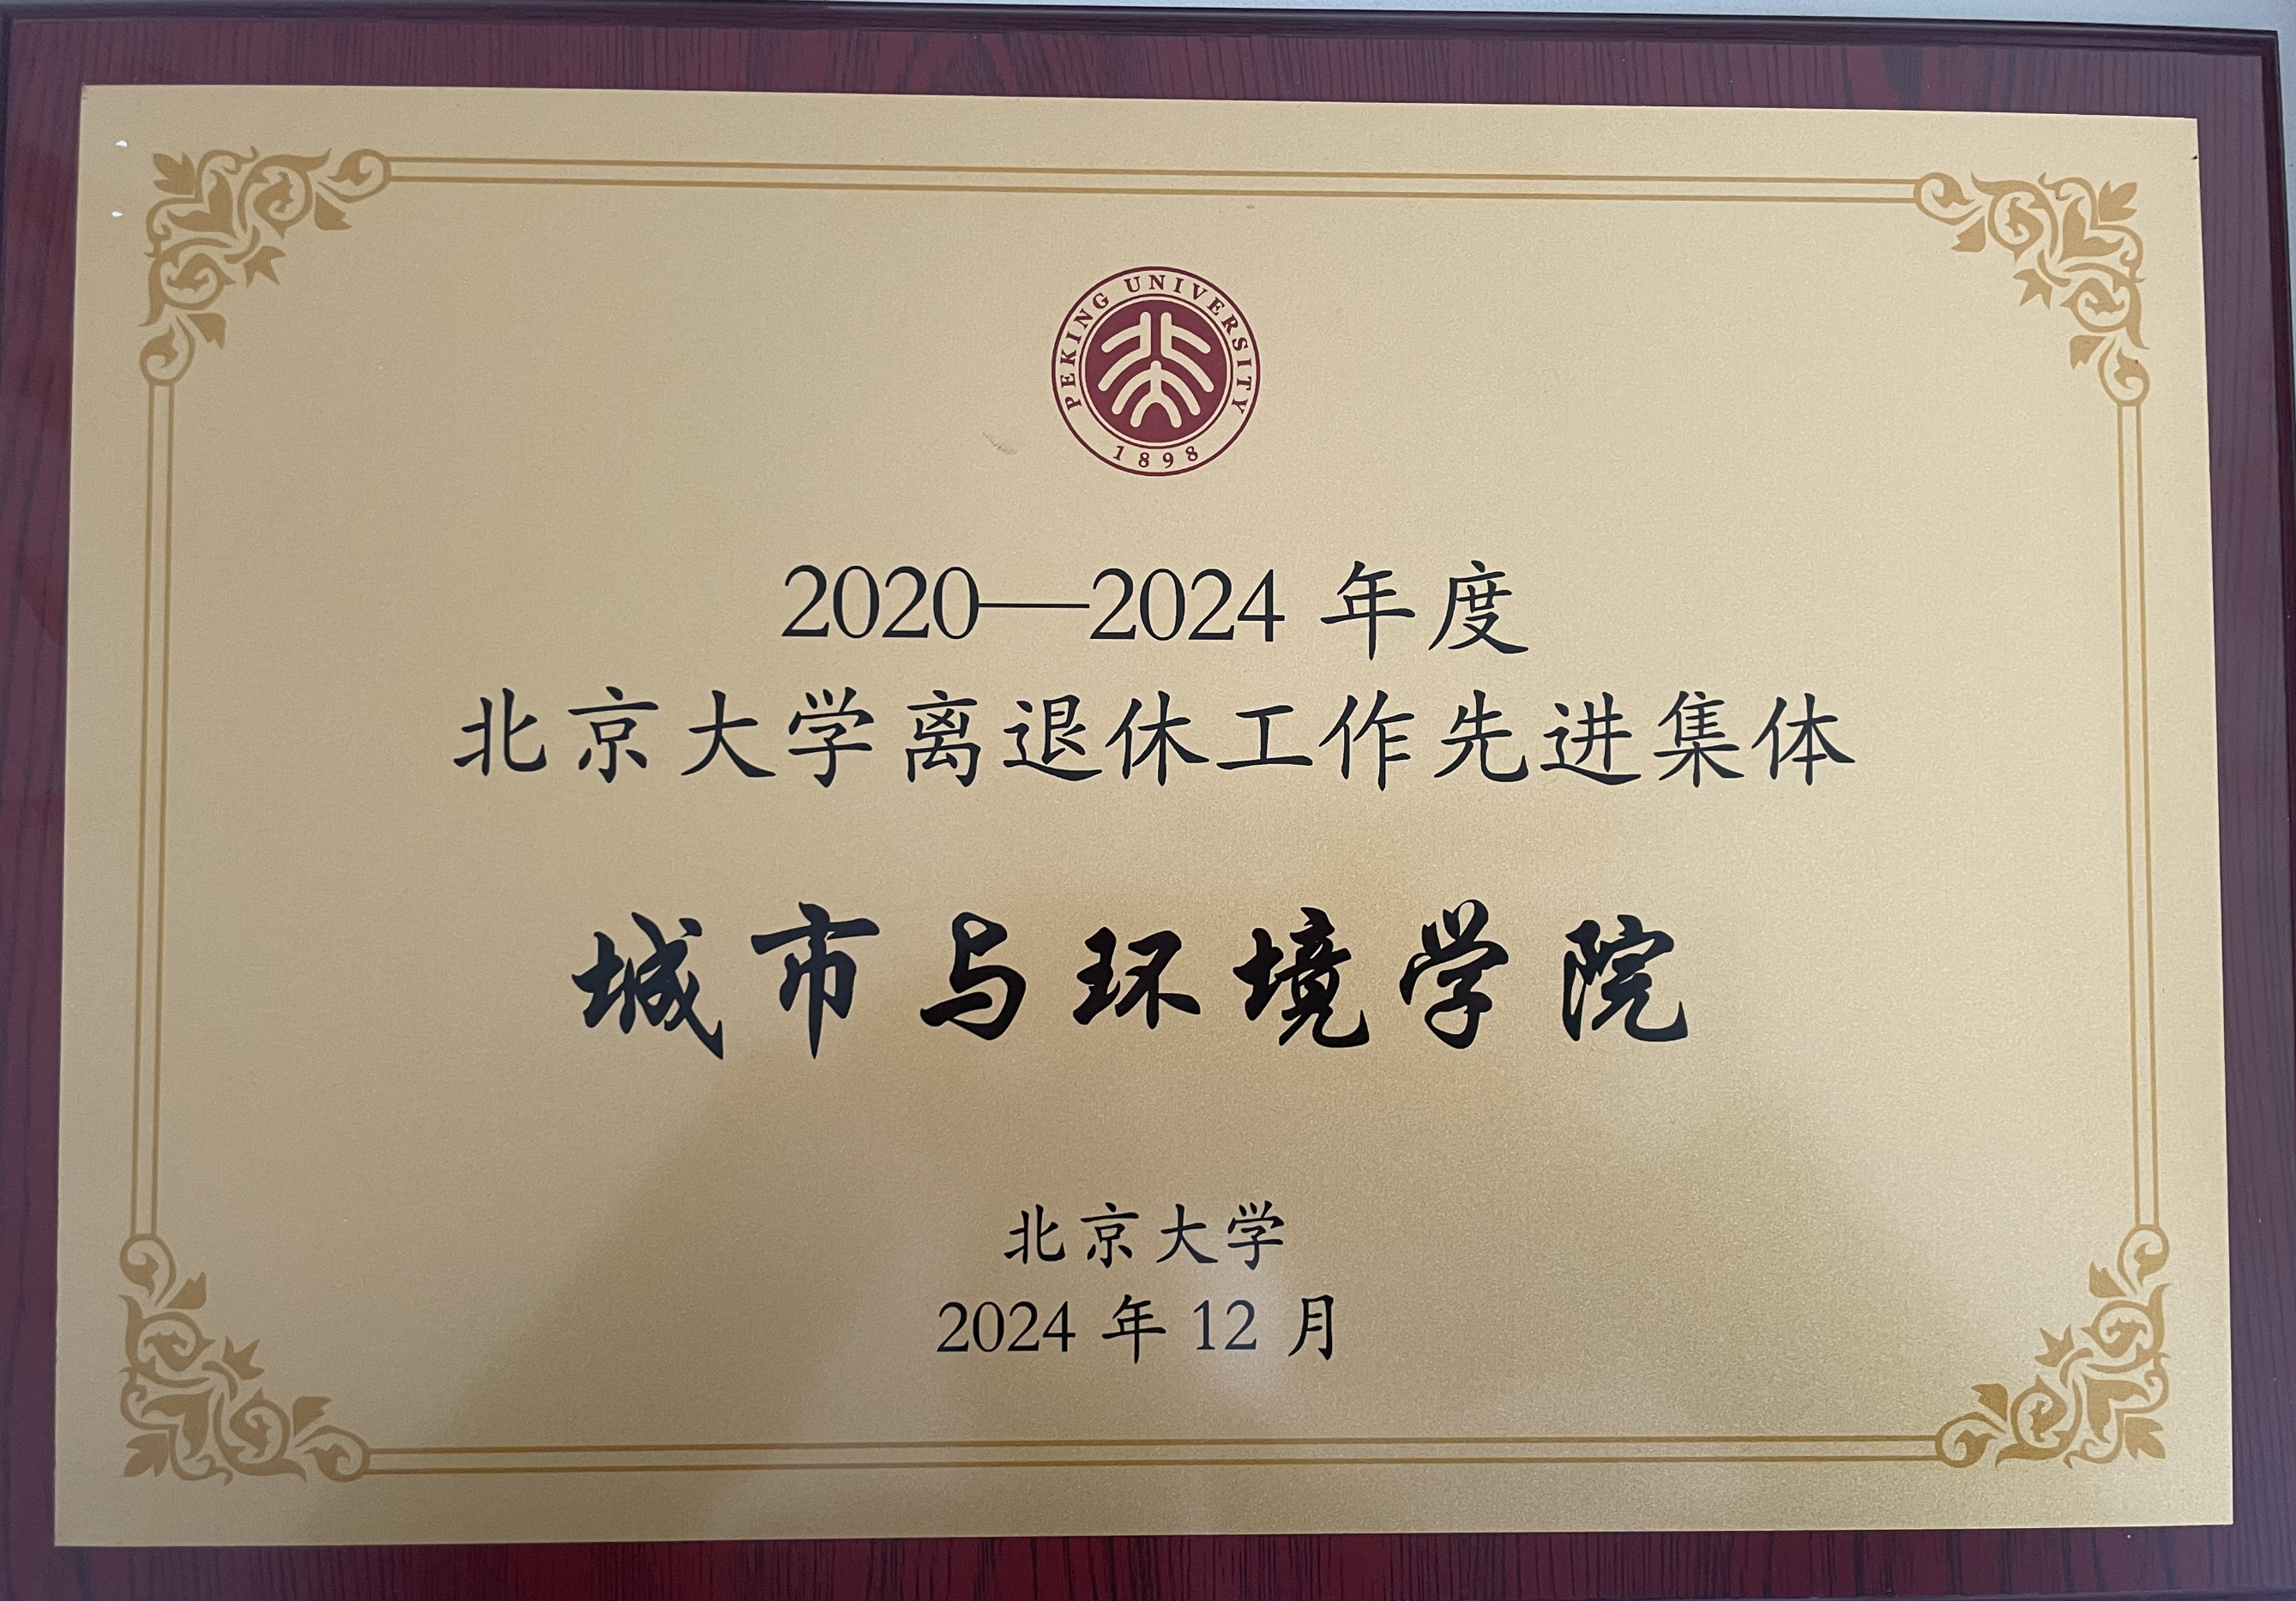 PEKING UNIVERSITY
1898
2020—2024 年度
北京大学离退休工作先进集体
城市与环境学院
北京大学
2024 年 12 月